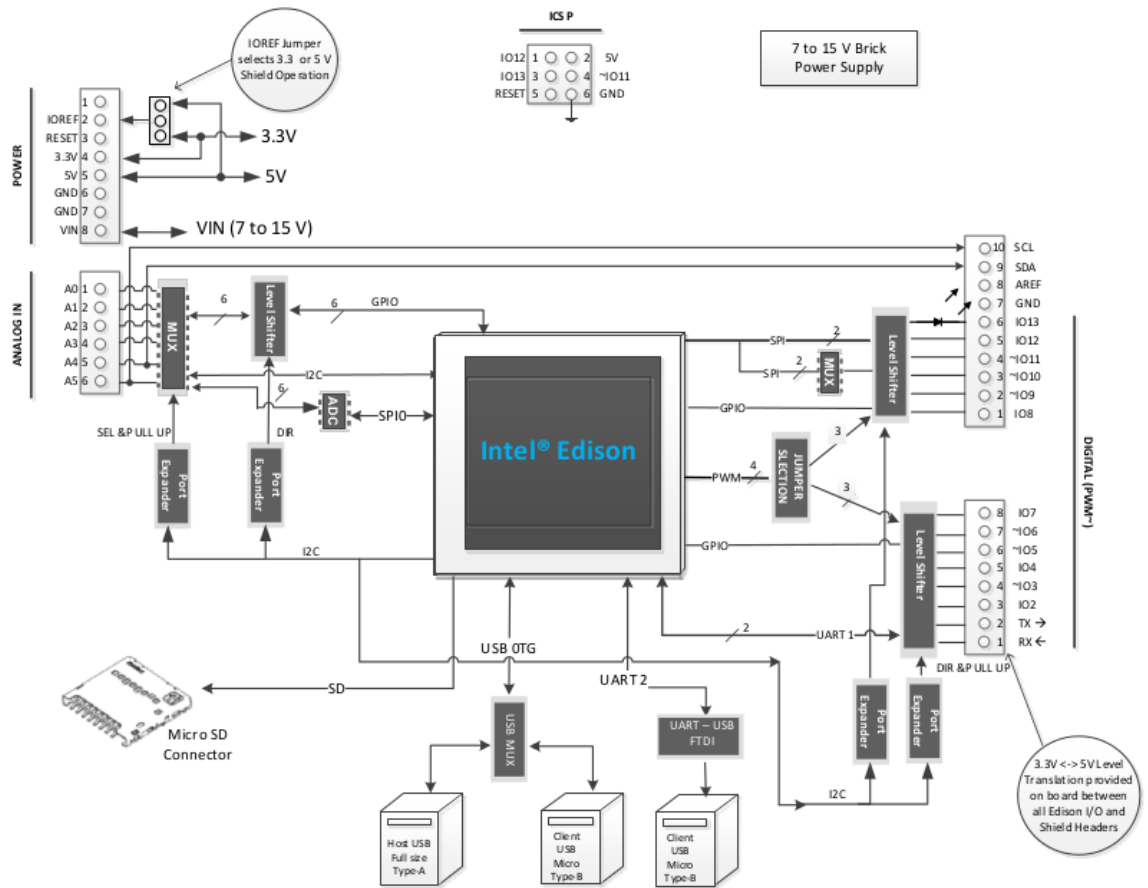 ICS P
IOREF Jumper
selects 3.3 or 5 V
Shield Operation
IO12 1 2 5V
IO13 3 4 ~IO11
RESET 5 6 GND
7 to 15 V Brick
Power Supply
POWER
1
IOREF 2
RESET 3
3.3V 4
5V 5
GND 6
GND 7
VIN 8
3.3V
5V
VIN (7 to 15 V)
ANALOG IN
A0 1
A1 2
A2 3
A3 4
A4 5
A5 6
MUX
6
Level Shifter
6
GPIO
I2C
6
ADC
SPI0
SEL &PULL UP
DIR
Port
Expander
Port
Expander
I2C
Intel® Edison
SPI
2
SPI
2
MUX
Level Shifter
GPIO
PWM
4
JUMPER
SLECTION
3
3
GPIO
Level Shifter
2
UART 1
10 SCL
9 SDA
8 AREF
7 GND
6 IO13
5 IO12
4 ~IO11
3 ~IO10
2 ~IO9
1 IO8
DIGITAL (PWM~)
8 IO7
7 ~IO6
6 ~IO5
5 IO4
4 ~IO3
3 IO2
2 TX →
1 RX ←
DIR &PULL UP
Port
Expander
Port
Expander
I2C
USB OTG
UART 2
SD
Micro SD
Connector
USB MUX
UART – USB
FTDI
Host USB
Full size
Type-A
Client
USB
Micro
Type-B
Client
USB
Micro
Type-B
3.3V <-> 5V Level
Translation provided
on board between
all Edison I/O and
Shield Headers